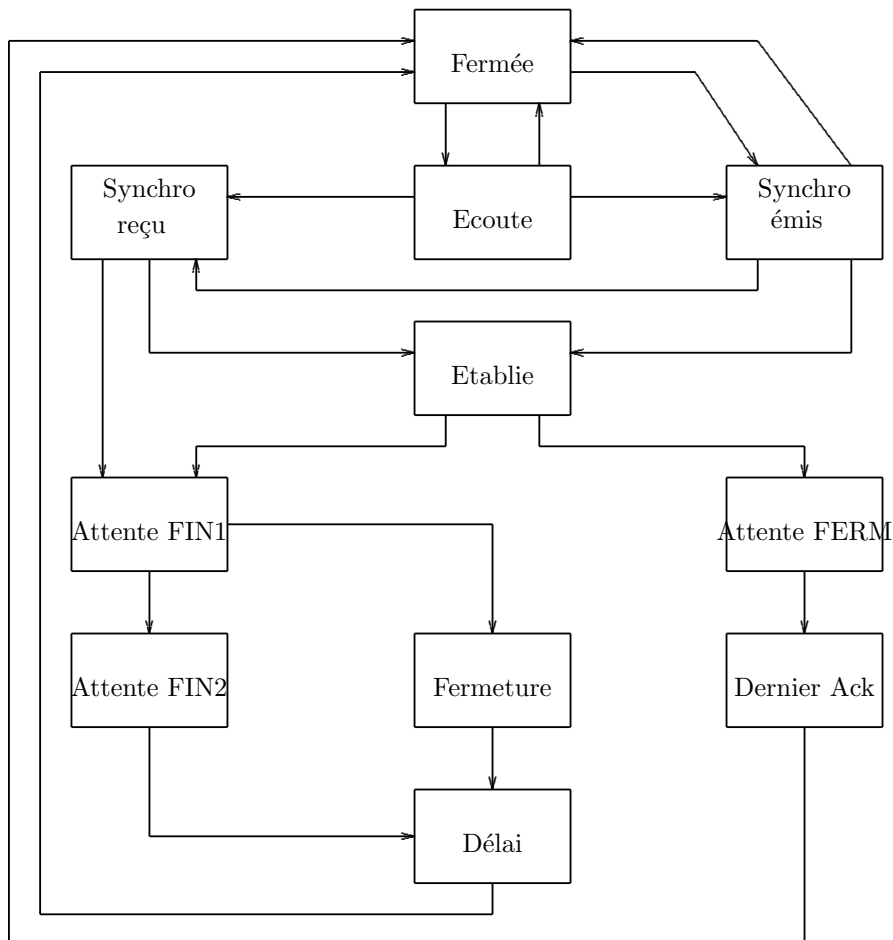 Fermée
Synchro
reçu
Ecoute
Synchro
émis
Etablie
Attente FIN1
Attente FERM
Attente FIN2
Fermeture
Dernier Ack
Délai